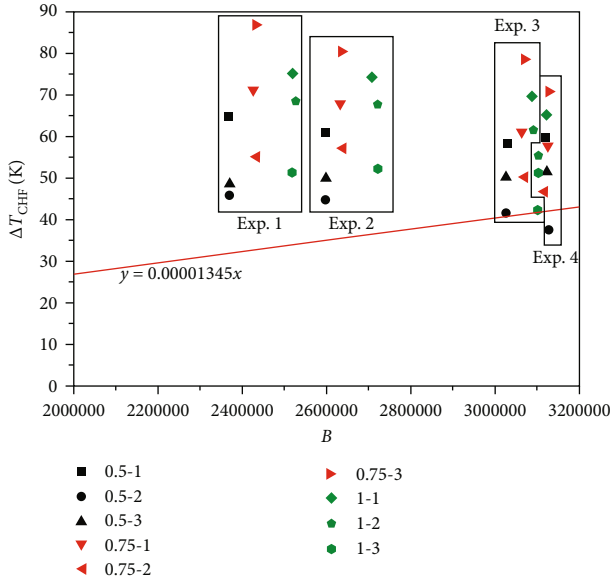 90
80
70
60
50
40
30
20
10
0
ΔT_CHF (K)
Exp. 3
Exp. 1
Exp. 2
Exp. 4
y = 0.00001345x
2000000 2200000 2400000 2600000 2800000 3000000 3200000
B
0.5-1
0.5-2
0.5-3
0.75-1
0.75-2
0.75-3
1-1
1-2
1-3